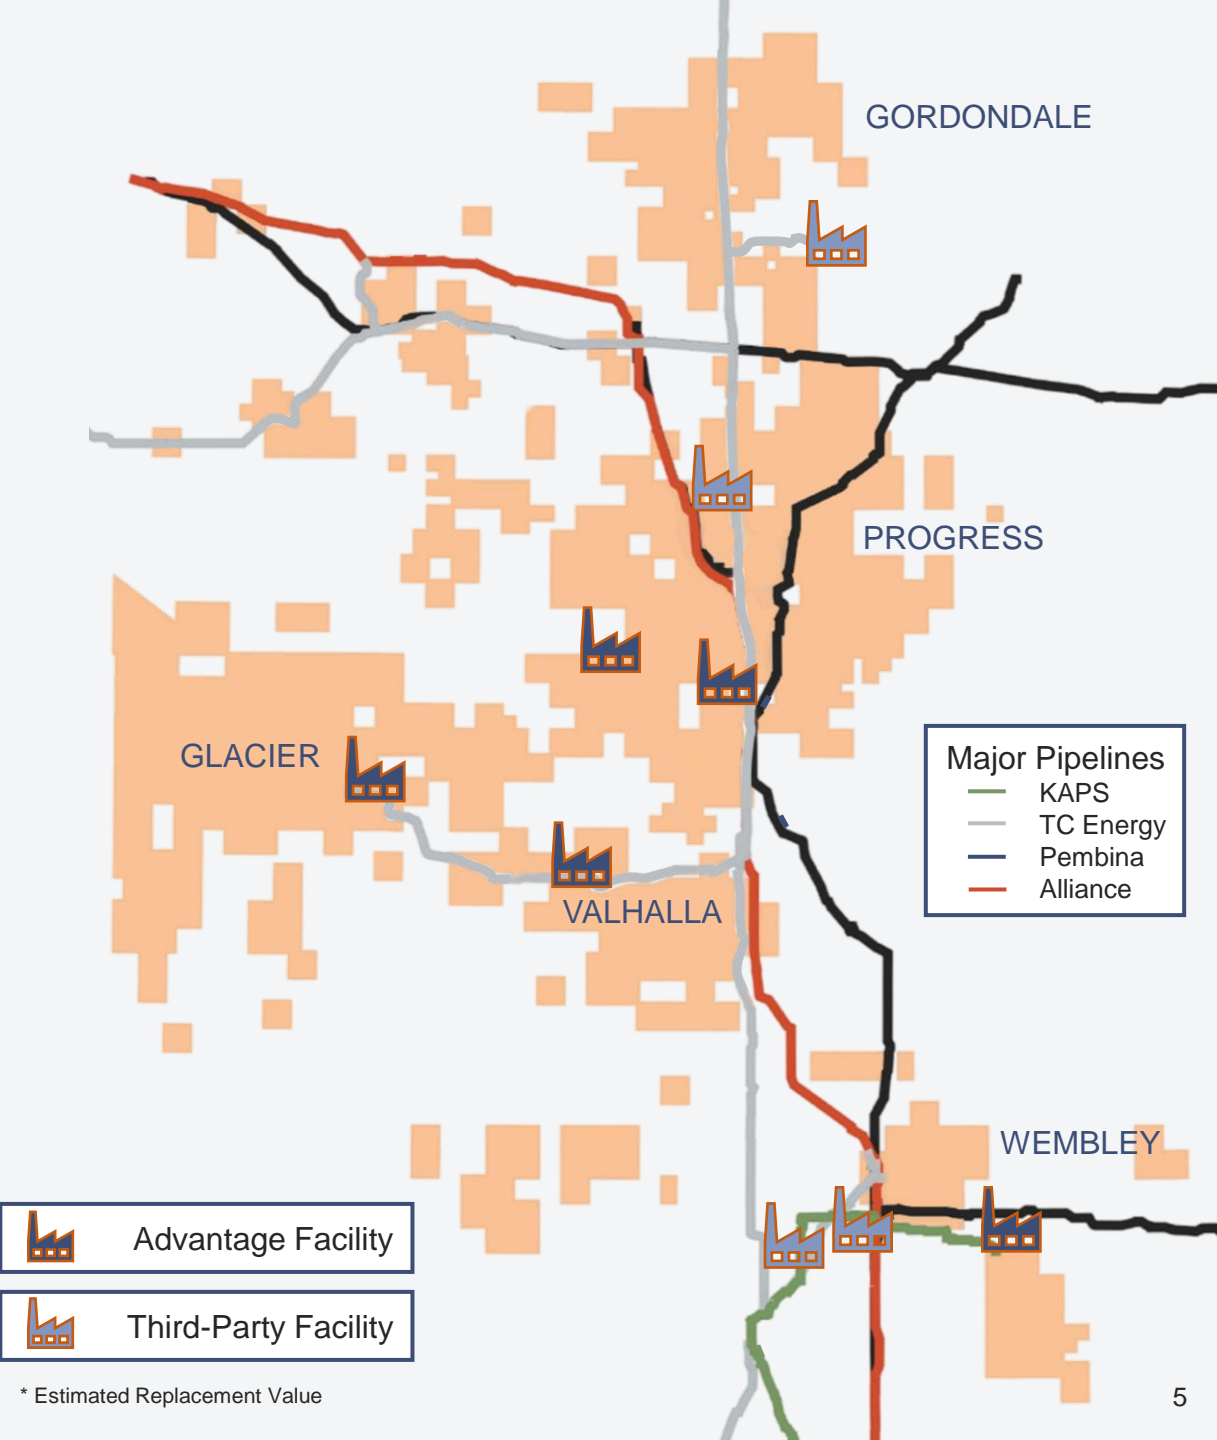 GORDONDALE
PROGRESS
GLACIER
Major Pipelines
KAPS
TC Energy
Pembina
Alliance
VALHALLA
WEMBLEY
Advantage Facility
Third-Party Facility
* Estimated Replacement Value
5